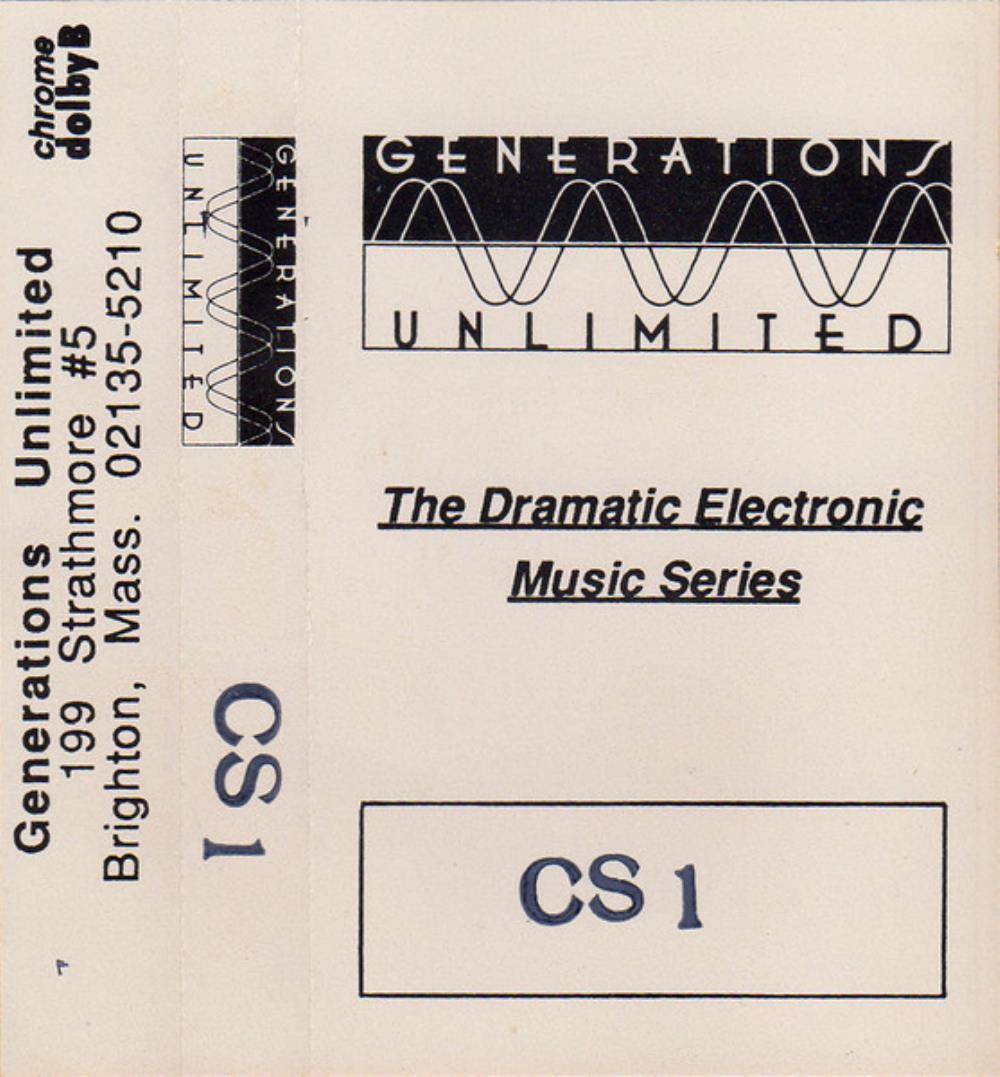 chrome
dolby B
Generations Unlimited
199 Strathmore #5
Brighton, Mass. 02135-5210
GENERATIONS
UNLIMITED
CS 1
GENERATIONS
UNLIMITED
The Dramatic Electronic
Music Series
CS 1